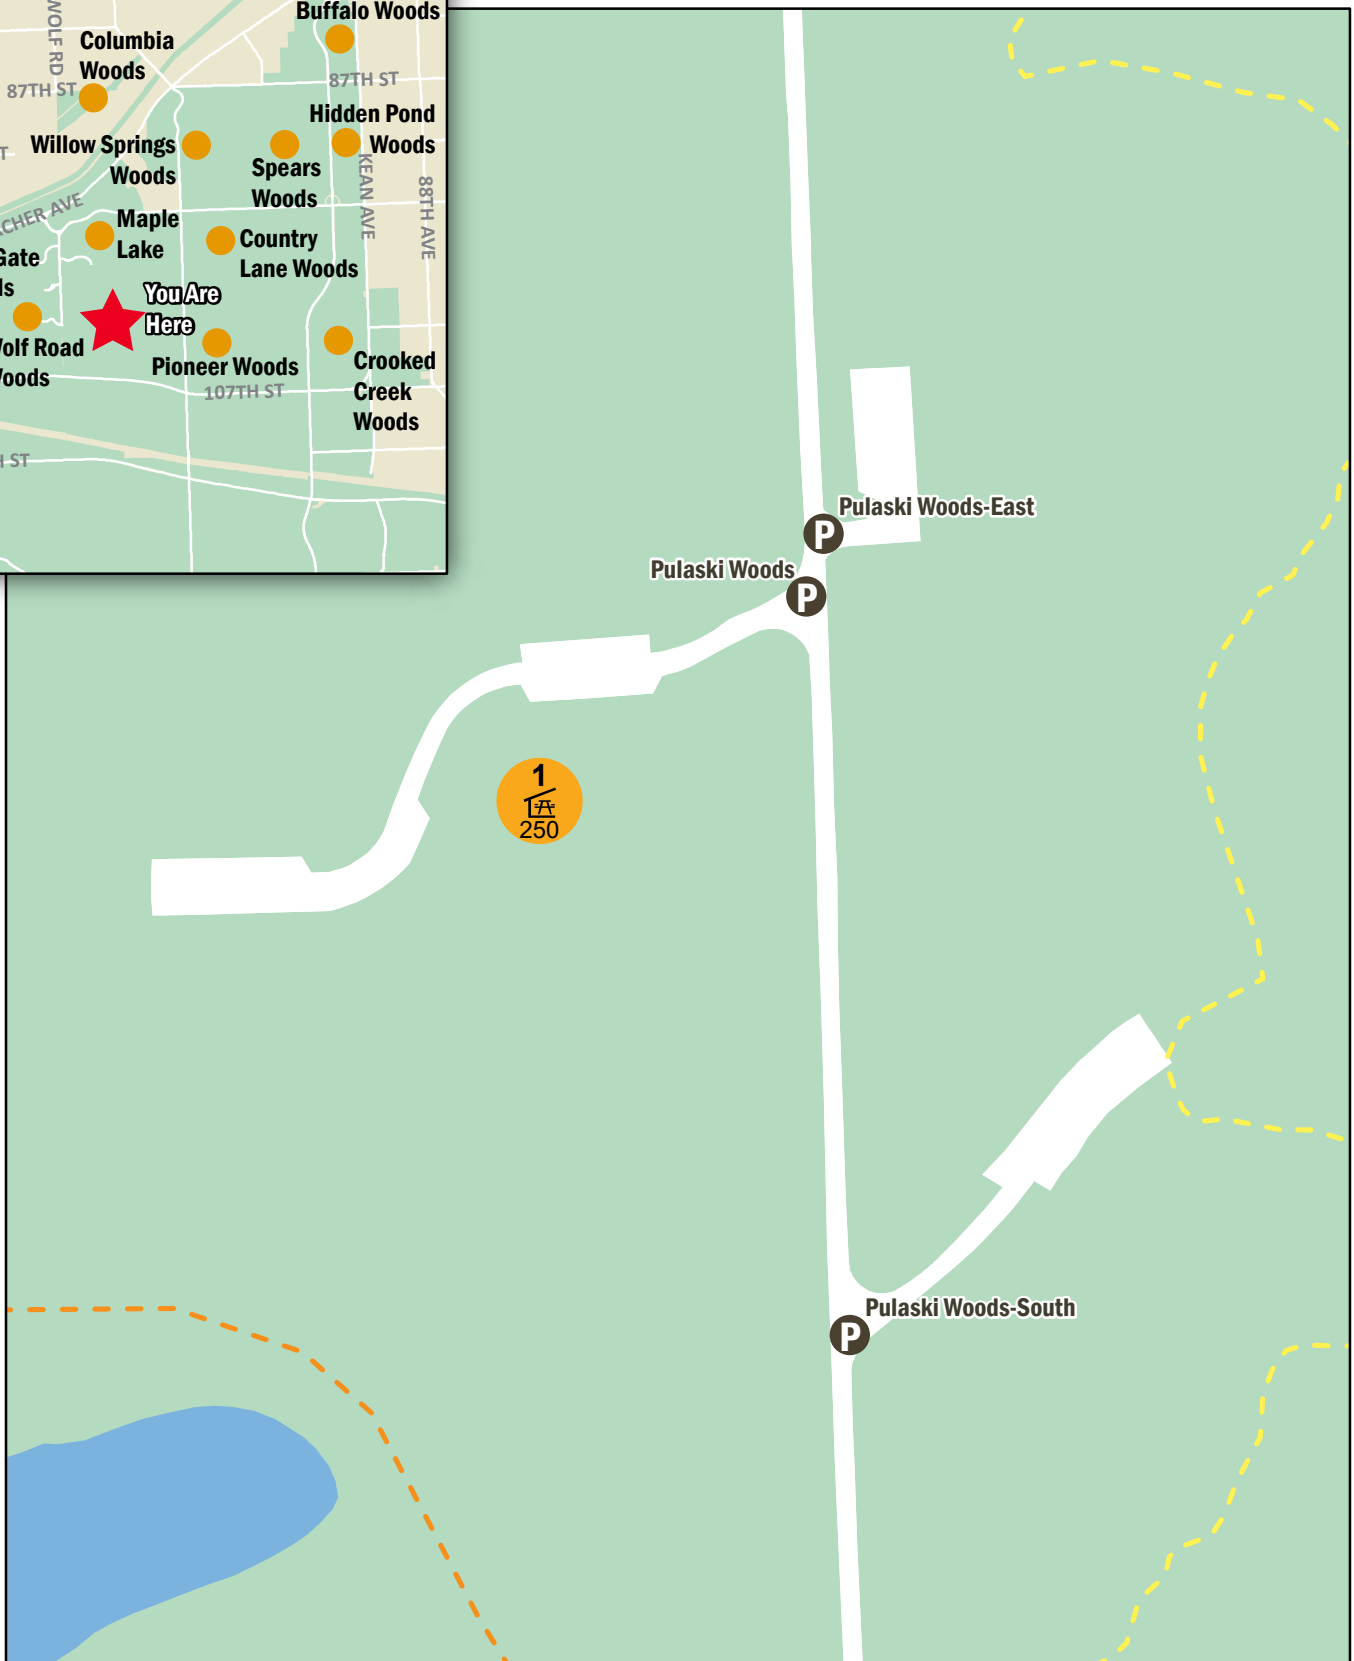 Buffalo Woods
WOLF RD
Columbia
Woods
87TH ST
87TH ST
Hidden Pond
Woods
Willow Springs
Woods
Spears
Woods
KEAN AVE
88TH AVE
Maple
Lake
Country
Lane Woods
You Are
Here
Pioneer Woods
107TH ST
Crooked
Creek
Woods
ST
Pulaski Woods-East
P
Pulaski Woods
P
1
250
Pulaski Woods-South
P